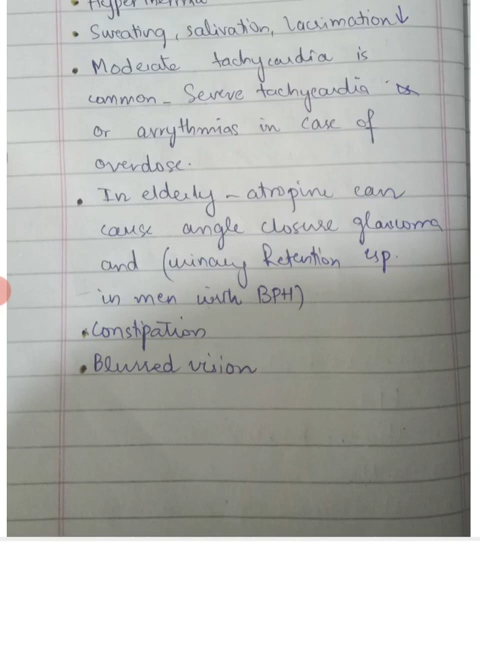 • Hyperthermia
• Sweating, salivation, lacrimation↓
• Moderate tachycardia is
common - Severe tachycardia
or arrythmias in case of
overdose.
• In elderly - atropine can
cause angle closure glaucoma
and (urinary Retention esp.
in men with BPH)
• Constipation
• Blurred vision